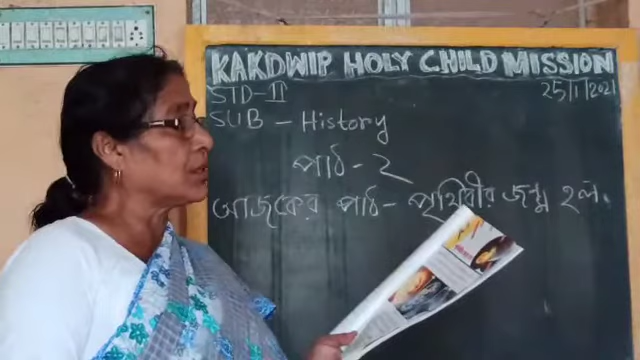 KAKDWIP HOLY CHILD MISSION
STD-II
25/1/2021
SUB - History
পাঠ - ২
আজকের পাঠ - পৃথিবীর জন্ম হল.